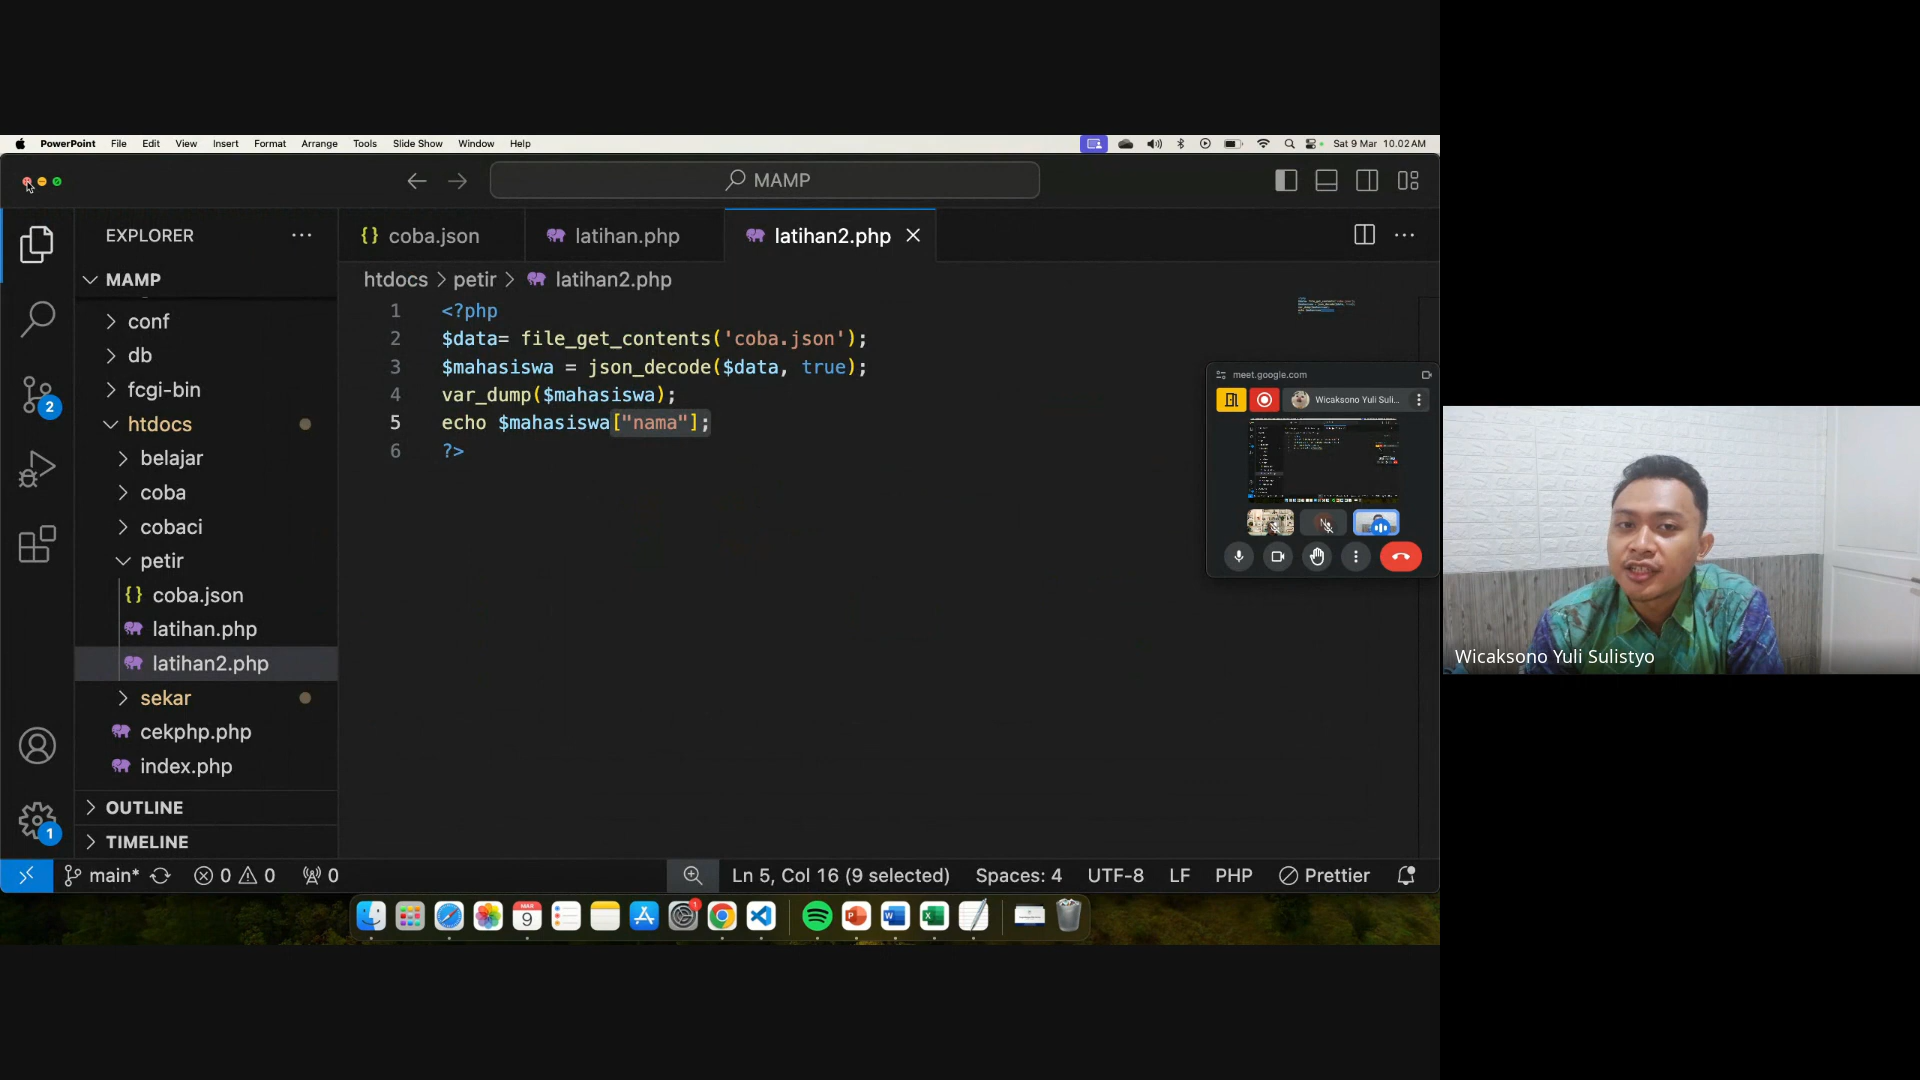 PowerPoint File Edit View Insert Format Arrange Tools Slide Show Window Help
Sat 9 Mar 10.02 AM
MAMP
EXPLORER
MAMP
conf
db
fcgi-bin
htdocs
belajar
coba
cobaci
petir
{} coba.json
latihan.php
latihan2.php
sekar
cekphp.php
index.php
OUTLINE
TIMELINE
2
1
{} coba.json
latihan.php
latihan2.php
htdocs > petir > latihan2.php
1 <?php
2 $data= file_get_contents('coba.json');
3 $mahasiswa = json_decode($data, true);
4 var_dump($mahasiswa);
5 echo $mahasiswa["nama"];
6 ?>
meet.google.com
Wicaksono Yuli Suli...
Wicaksono Yuli Sulistyo
main* 0 0 0
Ln 5, Col 16 (9 selected) Spaces: 4 UTF-8 LF PHP Prettier
MAR
9
1